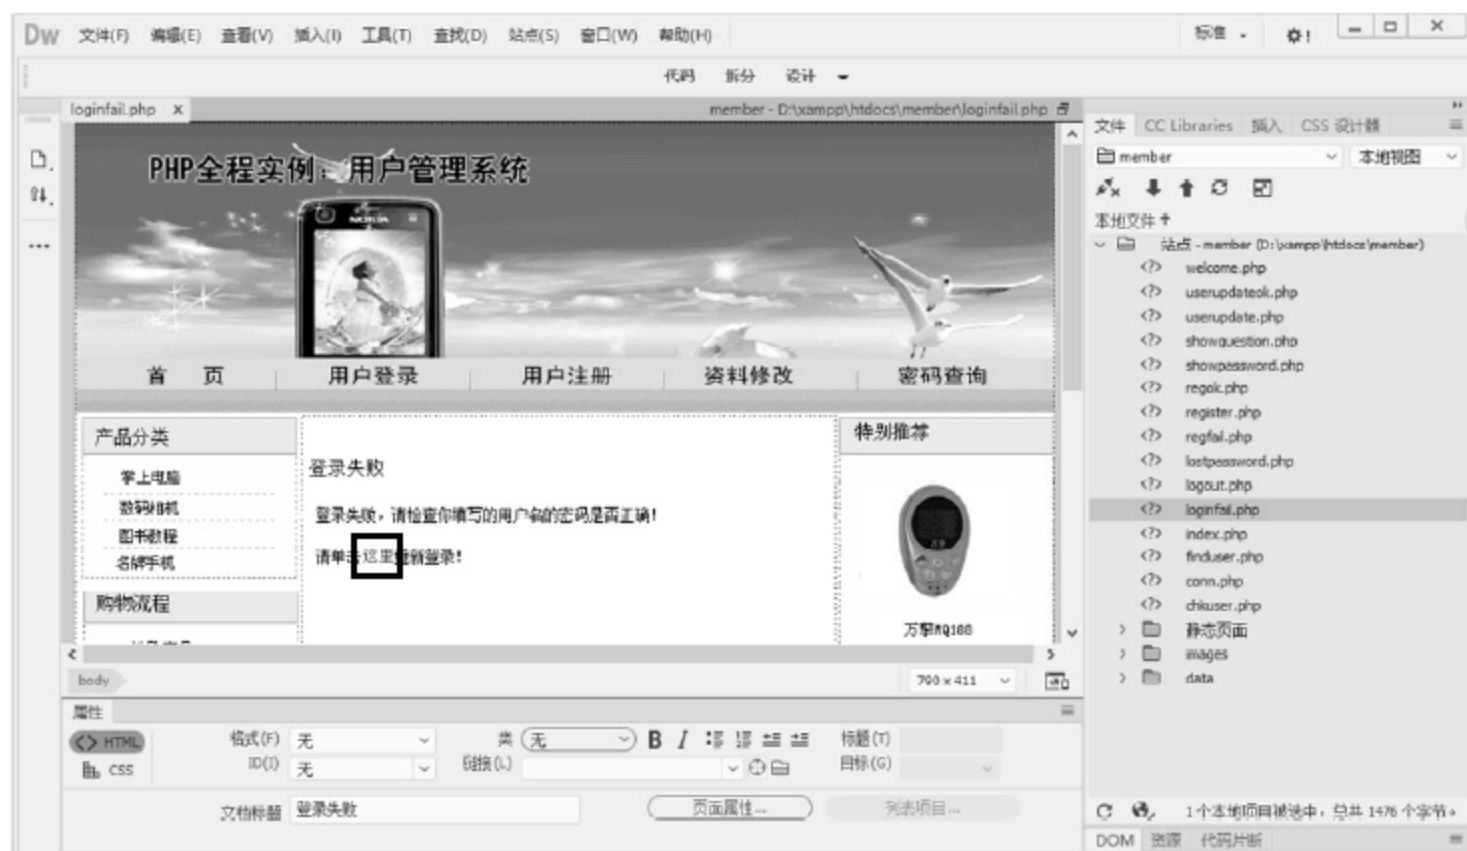 Dw 文件(F) 编辑(E) 查看(V) 插入(I) 工具(T) 查找(D) 站点(S) 窗口(W) 帮助(H) 标准
代码 拆分 设计
loginfail.php x member - D:\xampp\htdocs\member\loginfail.php
PHP全程实例：用户管理系统
NOKIA
首 页 用户登录 用户注册 资料修改 密码查询
产品分类
掌上电脑
数码相机
图书教程
名牌手机
购物流程
登录失败
登录失败，请检查你填写的用户名的密码是否正确！
请单击这里重新登录！
特别推荐
万擎MQ188
body 790 x 411
属性
HTML 格式(F) 无 类 无 B I 标题(T)
CSS ID(I) 无 链接(L) 目标(G)
文档标题 登录失败 页面属性... 列表项目...
文件 CC Libraries 插入 CSS 设计器
member 本地视图
本地文件
站点 - member (D:\xampp\htdocs\member)
welcome.php
userupdateok.php
userupdate.php
showquestion.php
showpassword.php
regok.php
register.php
regfail.php
lostpassword.php
logout.php
loginfail.php
index.php
finduser.php
conn.php
chkuser.php
静态页面
images
data
1 个本地项目被选中，总共 1476 个字节。
DOM 资源 代码片断